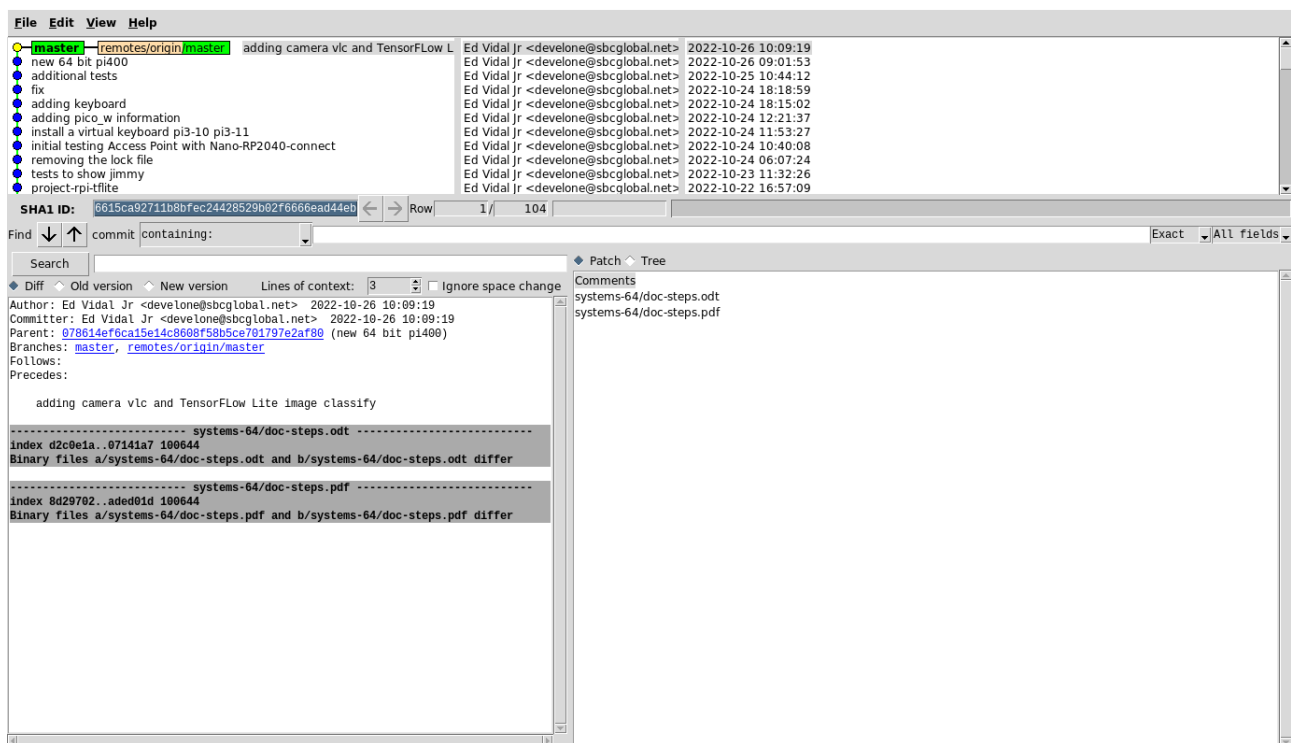 File Edit View Help
master remotes/origin/master adding camera vlc and TensorFLow L Ed Vidal Jr <develone@sbcglobal.net> 2022-10-26 10:09:19
new 64 bit pi400 Ed Vidal Jr <develone@sbcglobal.net> 2022-10-26 09:01:53
additional tests Ed Vidal Jr <develone@sbcglobal.net> 2022-10-25 10:44:12
fix Ed Vidal Jr <develone@sbcglobal.net> 2022-10-24 18:18:59
adding keyboard Ed Vidal Jr <develone@sbcglobal.net> 2022-10-24 18:15:02
adding pico_w information Ed Vidal Jr <develone@sbcglobal.net> 2022-10-24 12:21:37
install a virtual keyboard pi3-10 pi3-11 Ed Vidal Jr <develone@sbcglobal.net> 2022-10-24 11:53:27
initial testing Access Point with Nano-RP2040-connect Ed Vidal Jr <develone@sbcglobal.net> 2022-10-24 10:40:08
removing the lock file Ed Vidal Jr <develone@sbcglobal.net> 2022-10-24 06:07:24
tests to show jimmy Ed Vidal Jr <develone@sbcglobal.net> 2022-10-23 11:32:26
project-rpi-tflite Ed Vidal Jr <develone@sbcglobal.net> 2022-10-22 16:57:09
SHA1 ID: 6615ca92711b8bfec24428529b02f6666ead44eb Row 1 / 104
Find commit containing: Exact All fields
Search
Patch Tree
Diff Old version New version Lines of context: 3 Ignore space change
Comments
systems-64/doc-steps.odt
systems-64/doc-steps.pdf
Author: Ed Vidal Jr <develone@sbcglobal.net> 2022-10-26 10:09:19
Committer: Ed Vidal Jr <develone@sbcglobal.net> 2022-10-26 10:09:19
Parent: 078614ef6ca15e14c8608f58b5ce701797e2af80 (new 64 bit pi400)
Branches: master, remotes/origin/master
Follows:
Precedes:
adding camera vlc and TensorFLow Lite image classify
--------------------------- systems-64/doc-steps.odt ---------------------------
index d2c0e1a..07141a7 100644
Binary files a/systems-64/doc-steps.odt and b/systems-64/doc-steps.odt differ
--------------------------- systems-64/doc-steps.pdf ---------------------------
index 8d29702..aded01d 100644
Binary files a/systems-64/doc-steps.pdf and b/systems-64/doc-steps.pdf differ